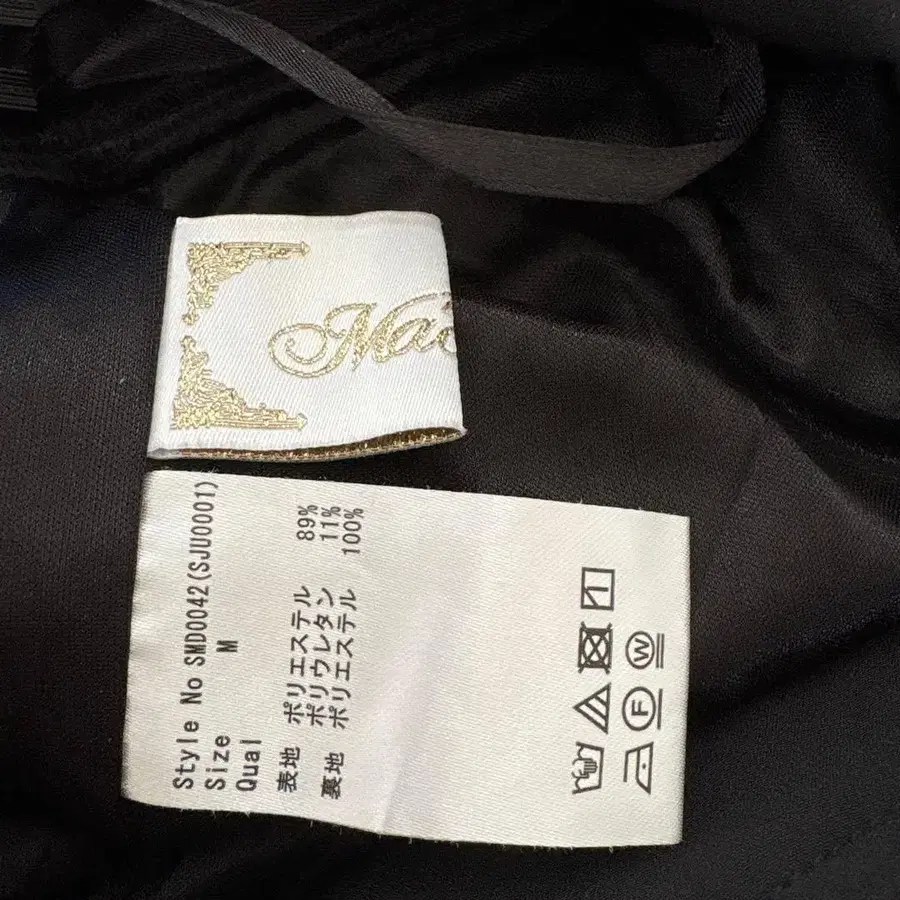 Style No SMD0042(SJU0001)
Size M
Qual
表地 ポリエステル 89%
ポリウレタン 11%
裏地 ポリエステル 100%
W
F